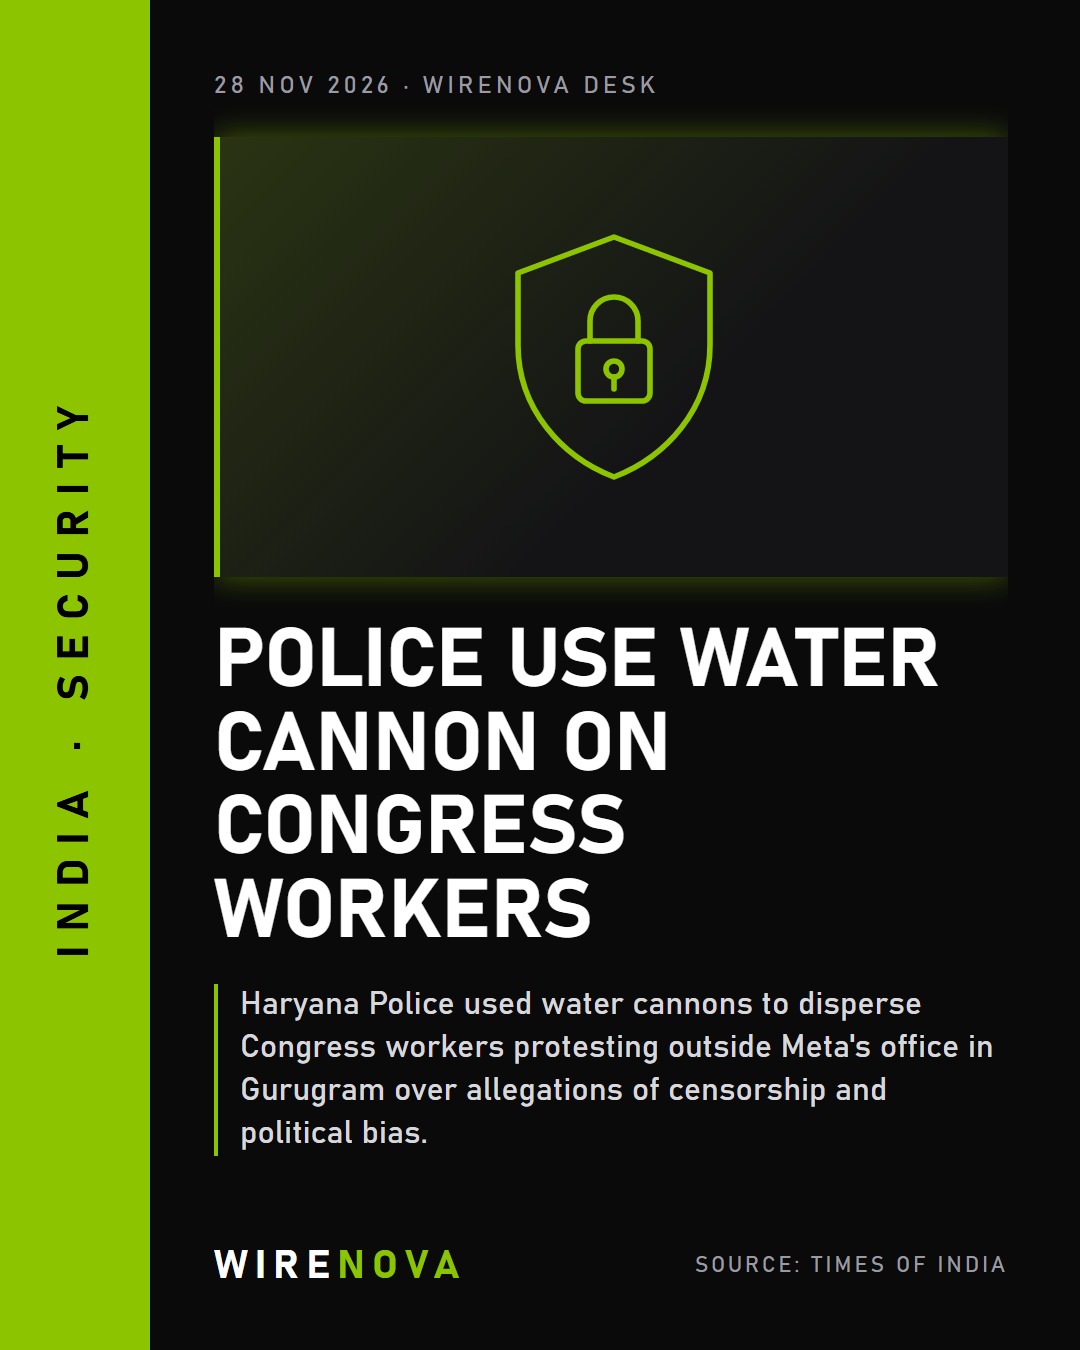 28 NOV 2026 · WIRENOVA DESK
INDIA · SECURITY
POLICE USE WATER
CANNON ON
CONGRESS
WORKERS
Haryana Police used water cannons to disperse
Congress workers protesting outside Meta's office in
Gurugram over allegations of censorship and
political bias.
WIRENOVA
SOURCE: TIMES OF INDIA